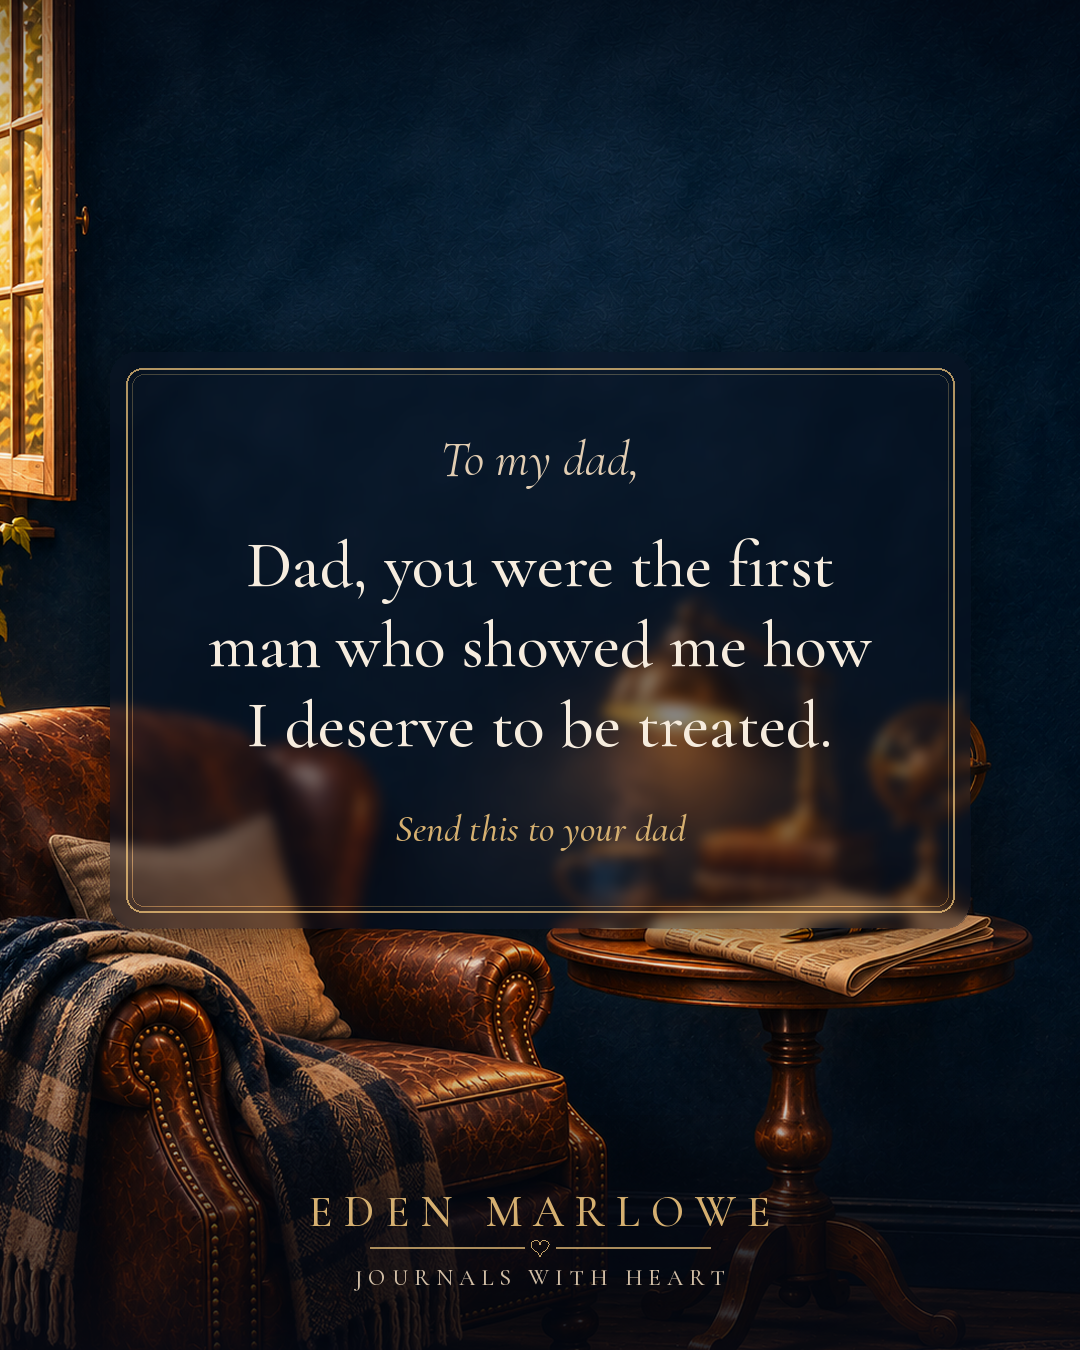 To my dad,
Dad, you were the first
man who showed me how
I deserve to be treated.
Send this to your dad
EDEN MARLOWE
JOURNALS WITH HEART